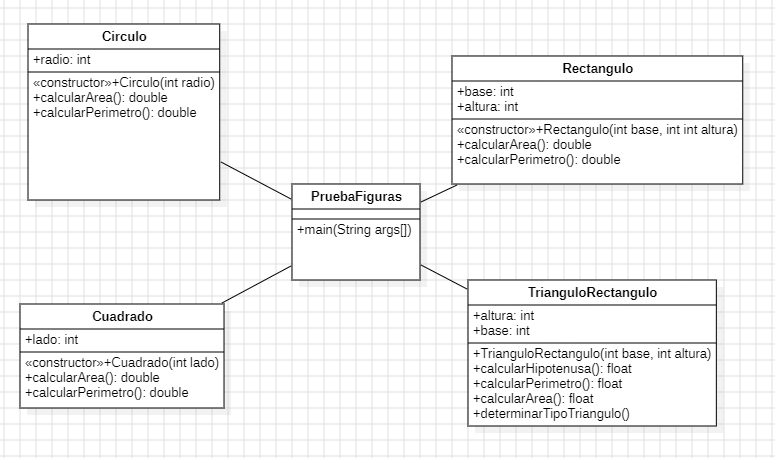 Circulo
+radio: int
«constructor»+Circulo(int radio)
+calcularArea(): double
+calcularPerimetro(): double
Rectangulo
+base: int
+altura: int
«constructor»+Rectangulo(int base, int int altura)
+calcularArea(): double
+calcularPerimetro(): double
PruebaFiguras
+main(String args[])
Cuadrado
+lado: int
«constructor»+Cuadrado(int lado)
+calcularArea(): double
+calcularPerimetro(): double
TrianguloRectangulo
+altura: int
+base: int
+TrianguloRectangulo(int base, int altura)
+calcularHipotenusa(): float
+calcularPerimetro(): float
+calcularArea(): float
+determinarTipoTriangulo()